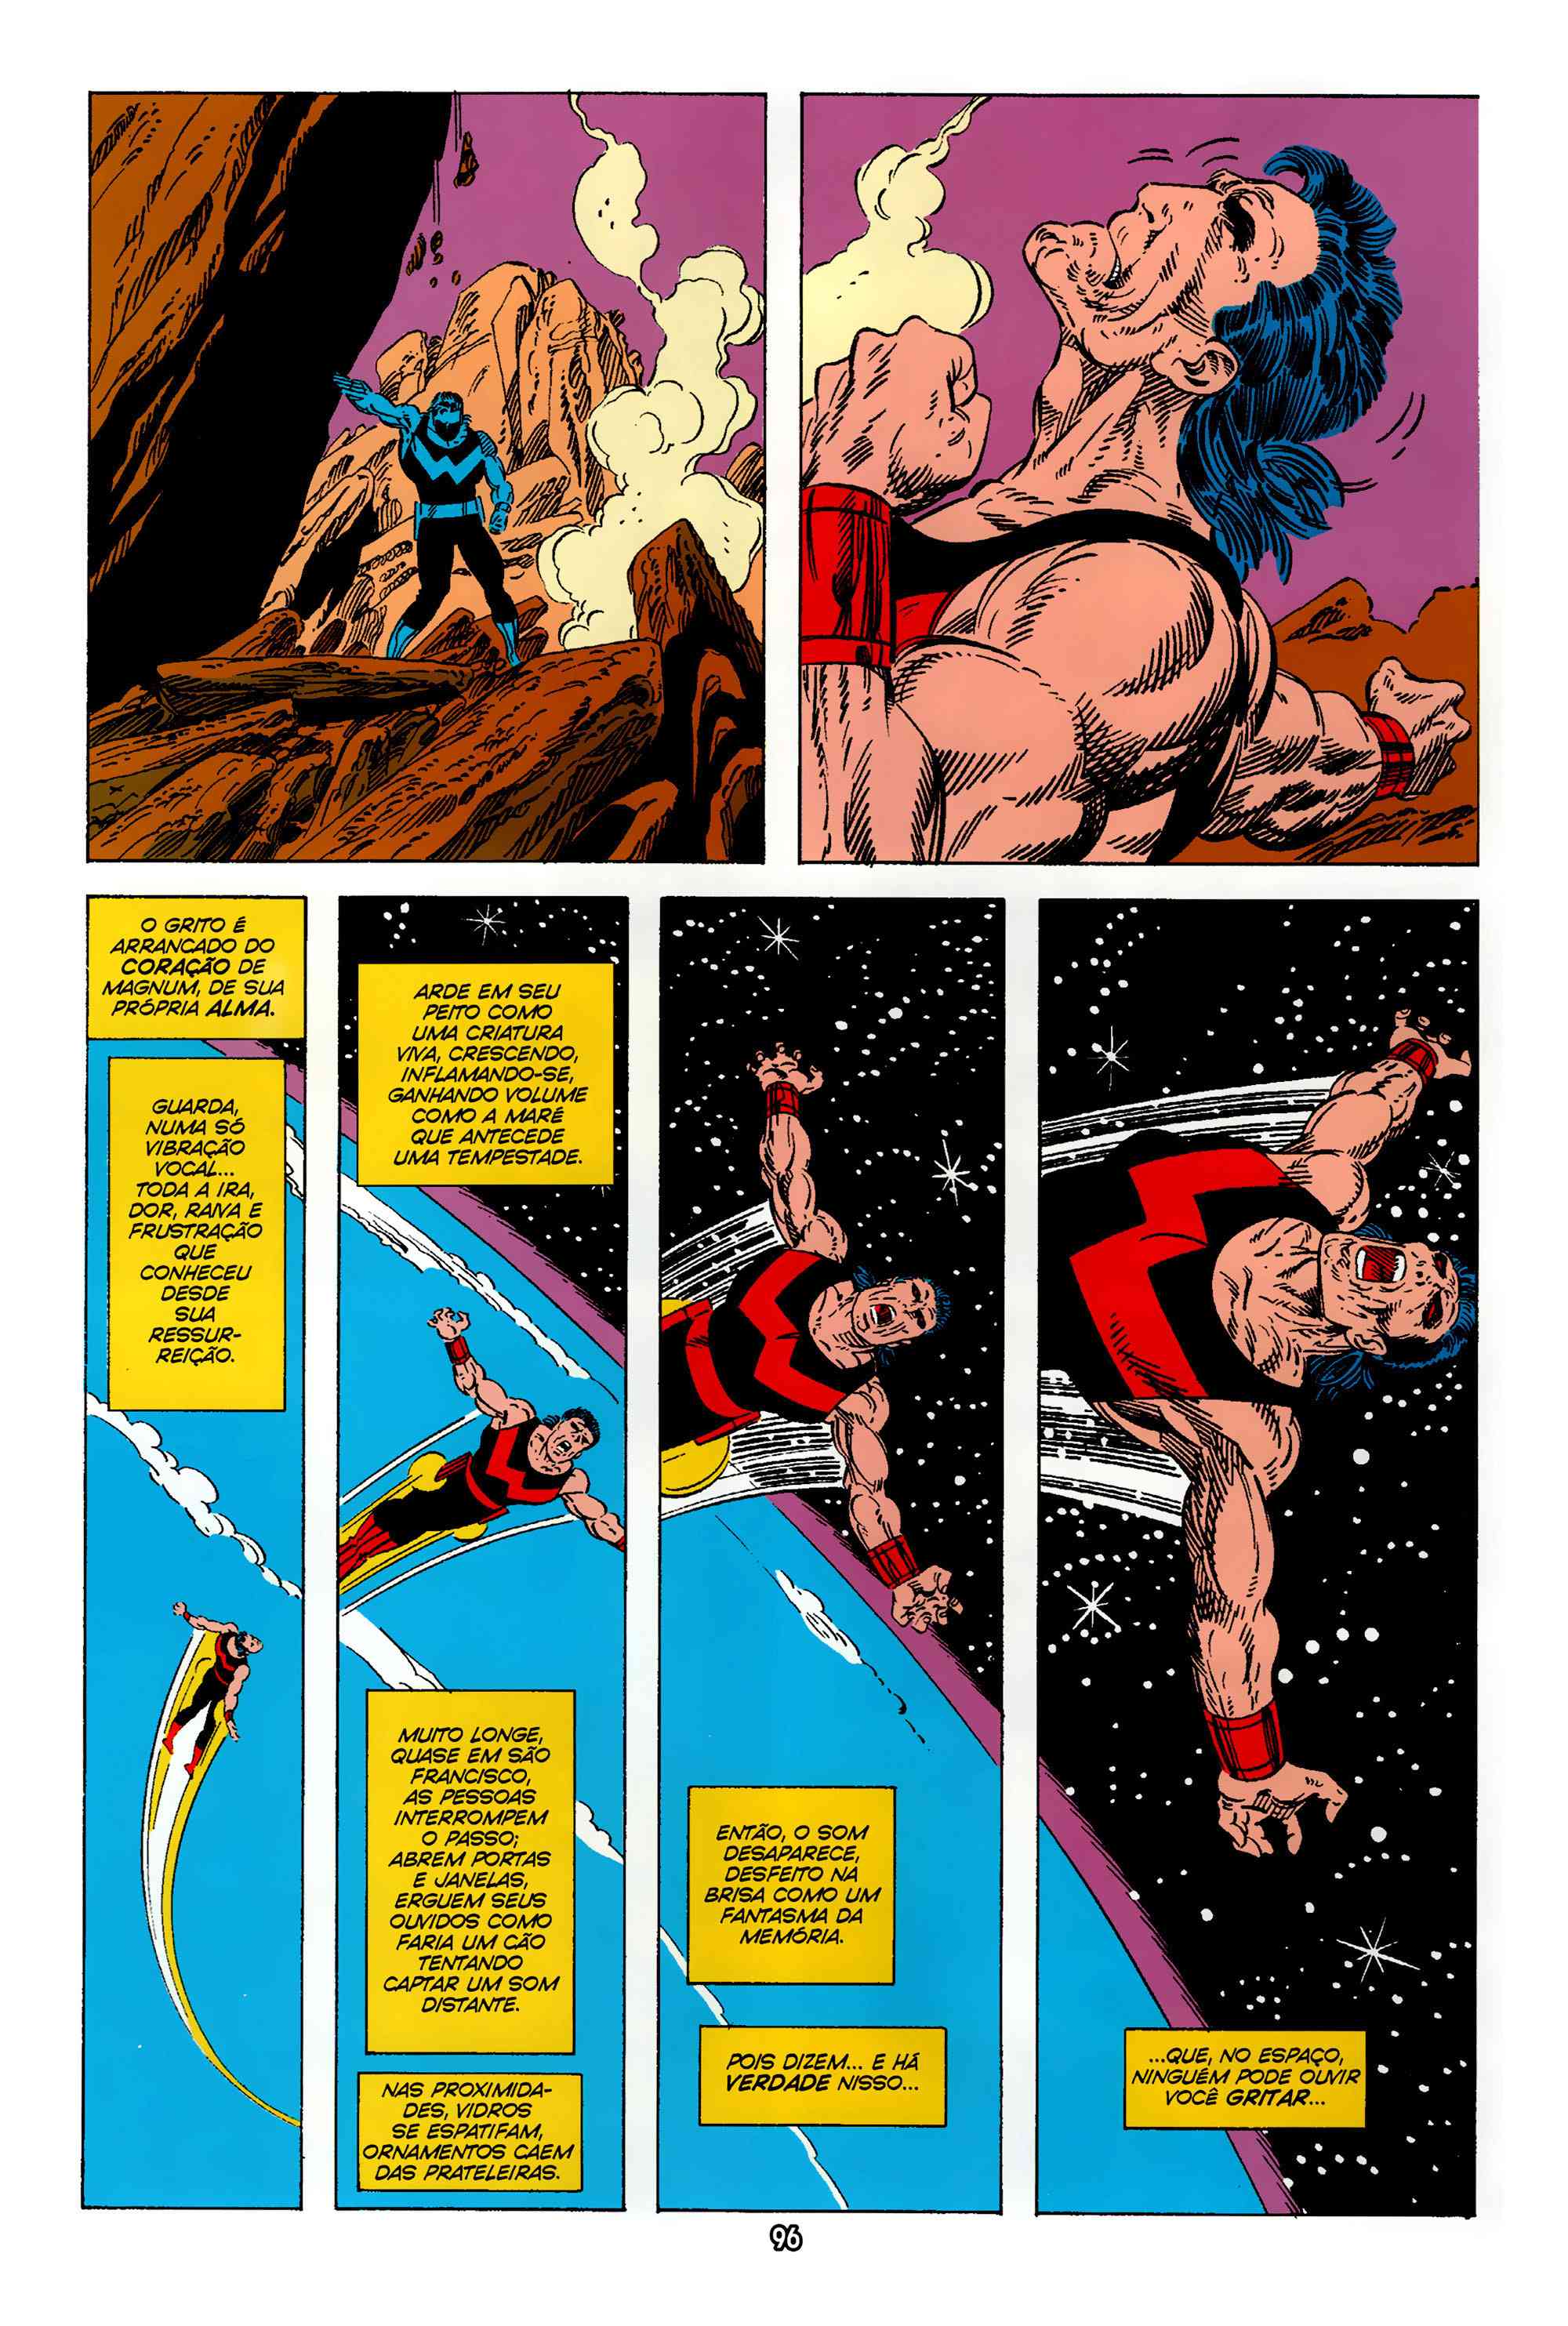 O GRITO É
ARRANCADO DO
CORAÇÃO DE
MAGNUM, DE SUA
PRÓPRIA ALMA.
GUARDA,
NUMA SÓ
VIBRAÇÃO
VOCAL...
TODA A IRA,
DOR, RAIVA E
FRUSTRAÇÃO
QUE
CONHECEU
DESDE
SUA
RESSUR-
REIÇÃO.
ARDE EM SEU
PEITO COMO
UMA CRIATURA
VIVA, CRESCENDO,
INFLAMANDO-SE,
GANHANDO VOLUME
COMO A MARÉ
QUE ANTECEDE
UMA TEMPESTADE.
MUITO LONGE,
QUASE EM SÃO
FRANCISCO,
AS PESSOAS
INTERROMPEM
O PASSO;
ABREM PORTAS
E JANELAS,
ERGUEM SEUS
OUVIDOS COMO
FARIA UM CÃO
TENTANDO
CAPTAR UM SOM
DISTANTE.
NAS PROXIMIDA-
DES, VIDROS
SE ESPATIFAM,
ORNAMENTOS CAEM
DAS PRATELEIRAS.
ENTÃO, O SOM
DESAPARECE,
DESFEITO NA
BRISA COMO UM
FANTASMA DA
MEMÓRIA.
POIS DIZEM... E HÁ
VERDADE NISSO...
...QUE, NO ESPAÇO,
NINGUÉM PODE OUVIR
VOCÊ GRITAR...
96